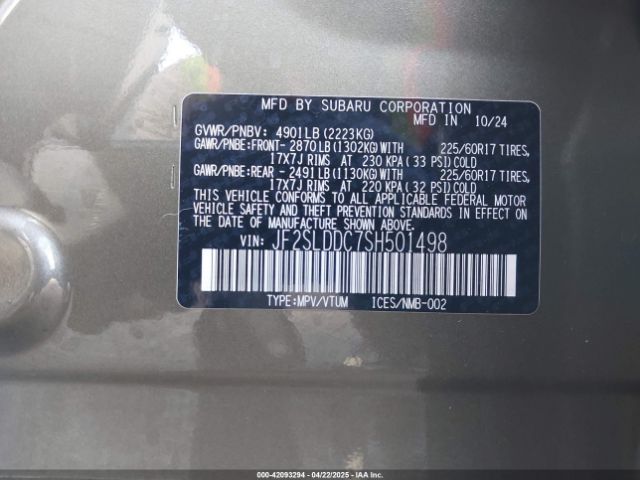 MFD BY SUBARU CORPORATION
MFD IN 10/24
GVWR/PNBV: 4901LB (2223KG)
GAWR/PNBE:FRONT- 2870LB(1302KG)WITH 225/60R17 TIRES,
17X7J RIMS AT 230 KPA (33 PSI)COLD
GAWR/PNBE:REAR - 2491LB(1130KG)WITH 225/60R17 TIRES,
17X7J RIMS AT 220 KPA (32 PSI)COLD
THIS VEHICLE CONFORMS TO ALL APPLICABLE FEDERAL MOTOR
VEHICLE SAFETY AND THEFT PREVENTION STANDARDS IN EFFECT ON
THE DATE OF MANUFACTURE SHOWN ABOVE.
VIN: JF2SLDDC7SH501498
TYPE:MPV/VTUM ICES/NMB-002
000-42093294 - 04/22/2025 - IAA Inc.